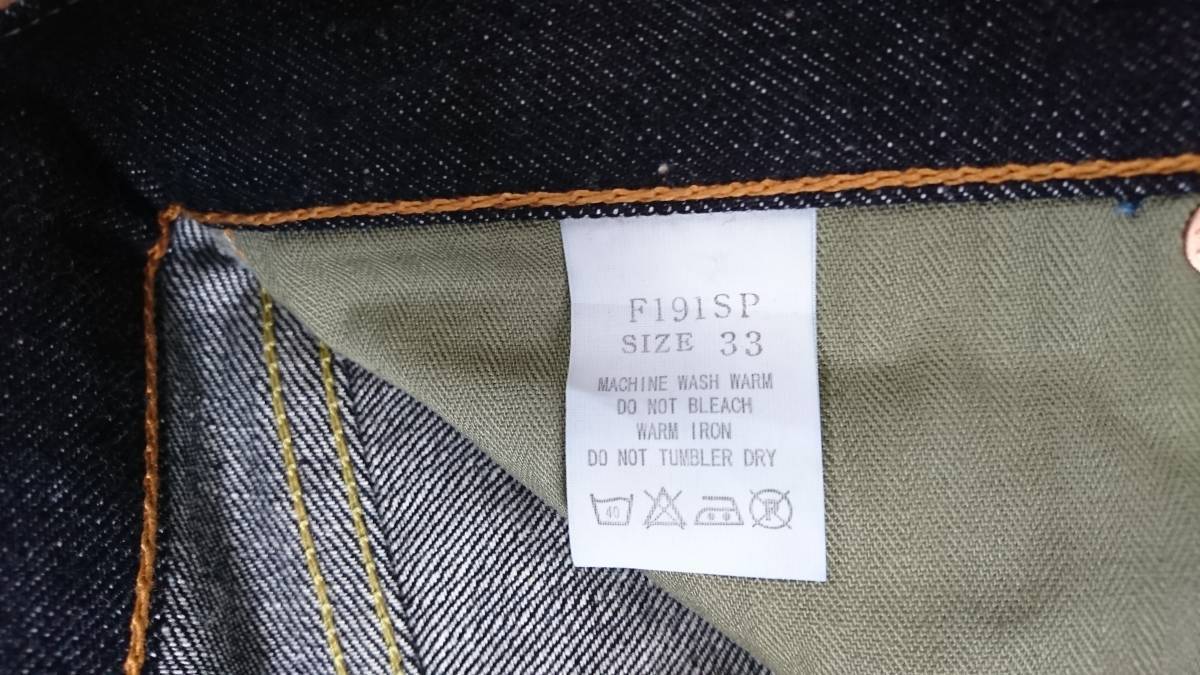 F191SP
SIZE 33
MACHINE WASH WARM
DO NOT BLEACH
WARM IRON
DO NOT TUMBLER DRY
40
R